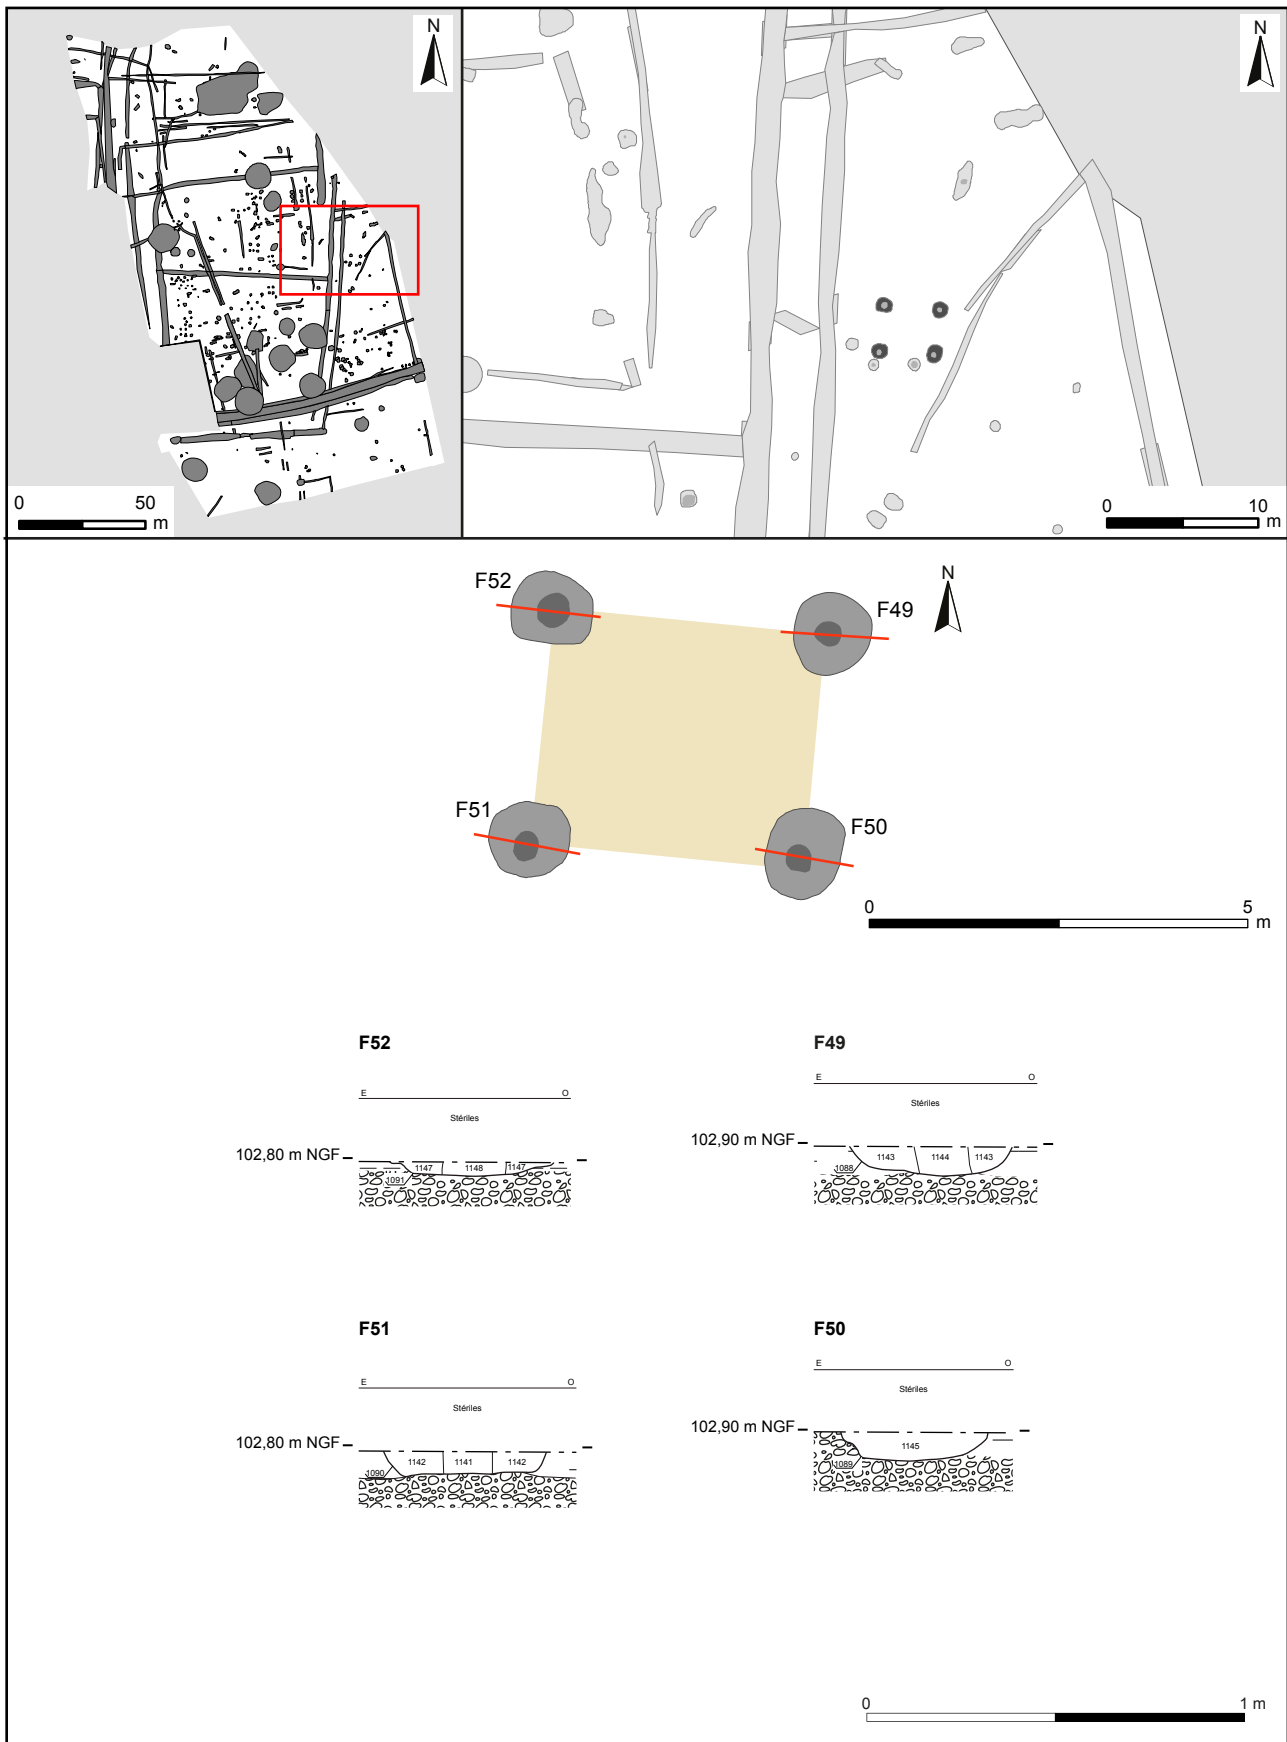 N
0 50
m
N
0 10
m
F52
F49
N
F51
F50
0 5
m
F52
E O
Stériles
102,80 m NGF
1147 1148 1147
1091
F49
E O
Stériles
102,90 m NGF
1143 1144 1143
1088
F51
E O
Stériles
102,80 m NGF
1142 1141 1142
1090
F50
E O
Stériles
102,90 m NGF
1145
1089
0 1 m